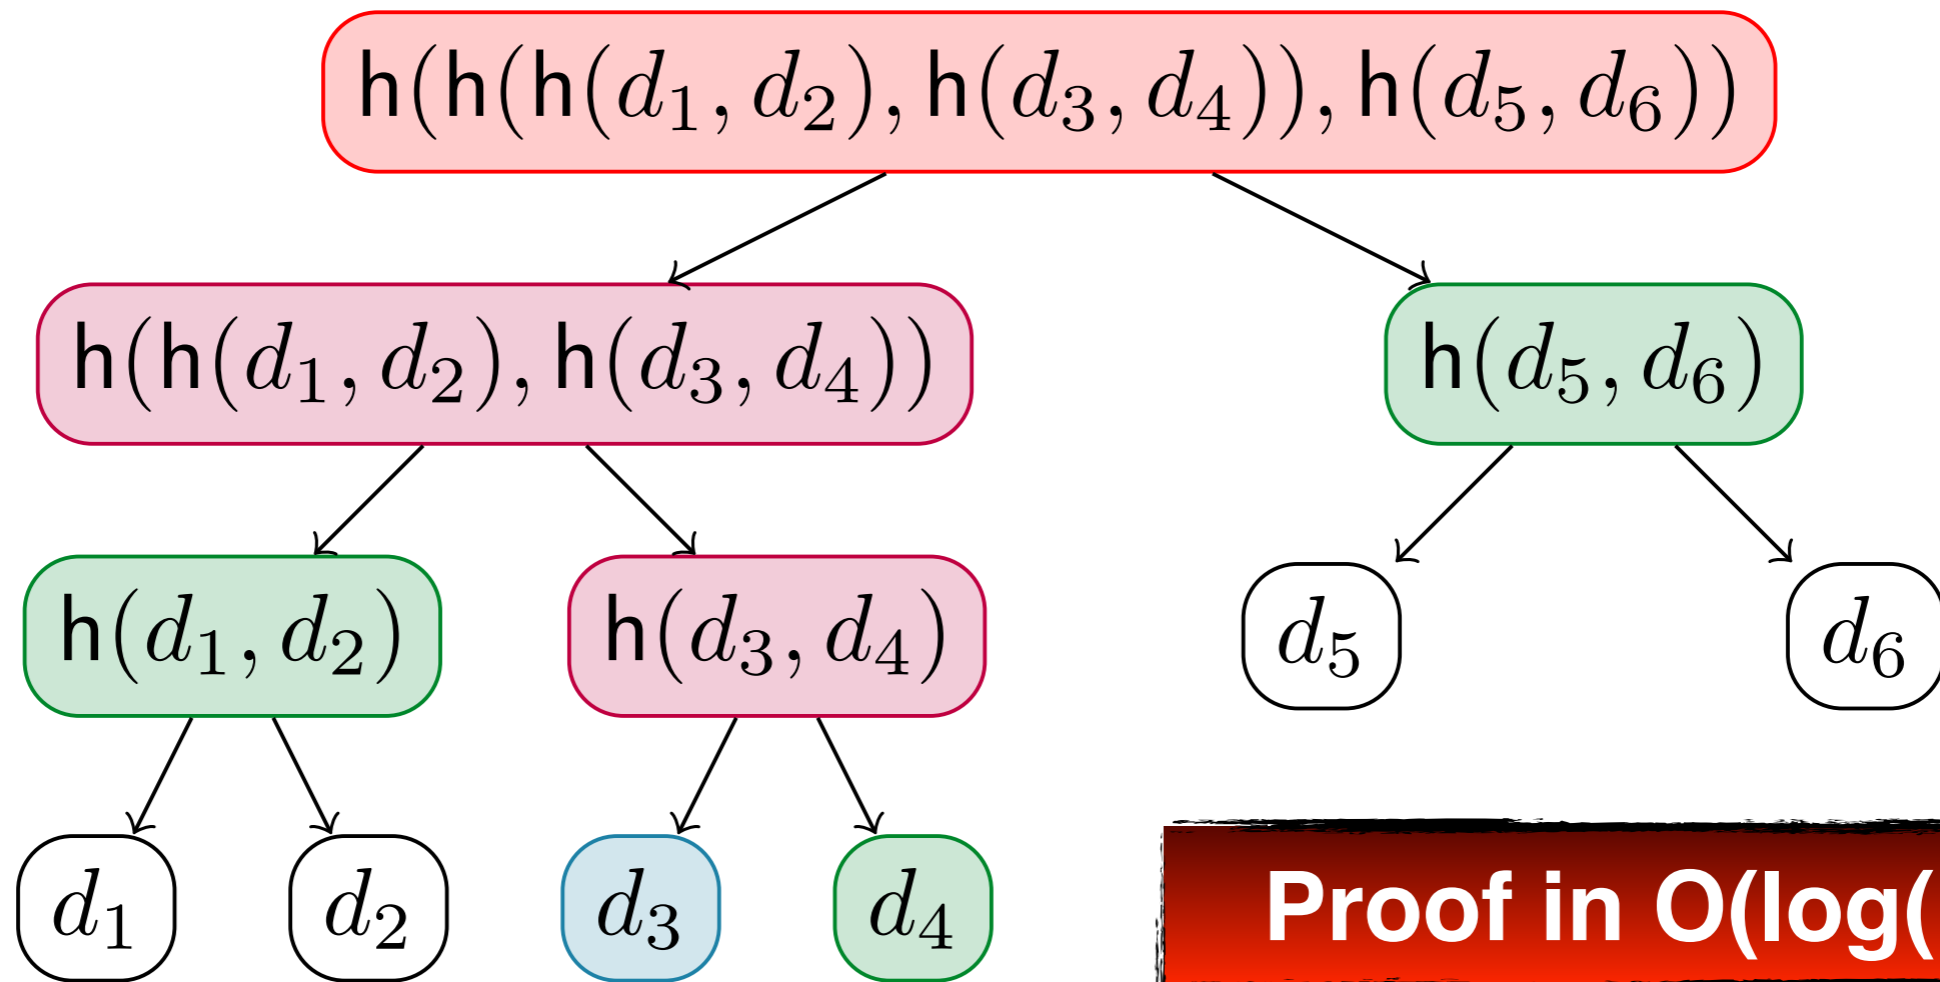 h(h(h(d₁, d₂), h(d₃, d₄)), h(d₅, d₆))
h(h(d₁, d₂), h(d₃, d₄))
h(d₅, d₆)
h(d₁, d₂)
h(d₃, d₄)
d₅
d₆
d₁
d₂
d₃
d₄
Proof in O(log(